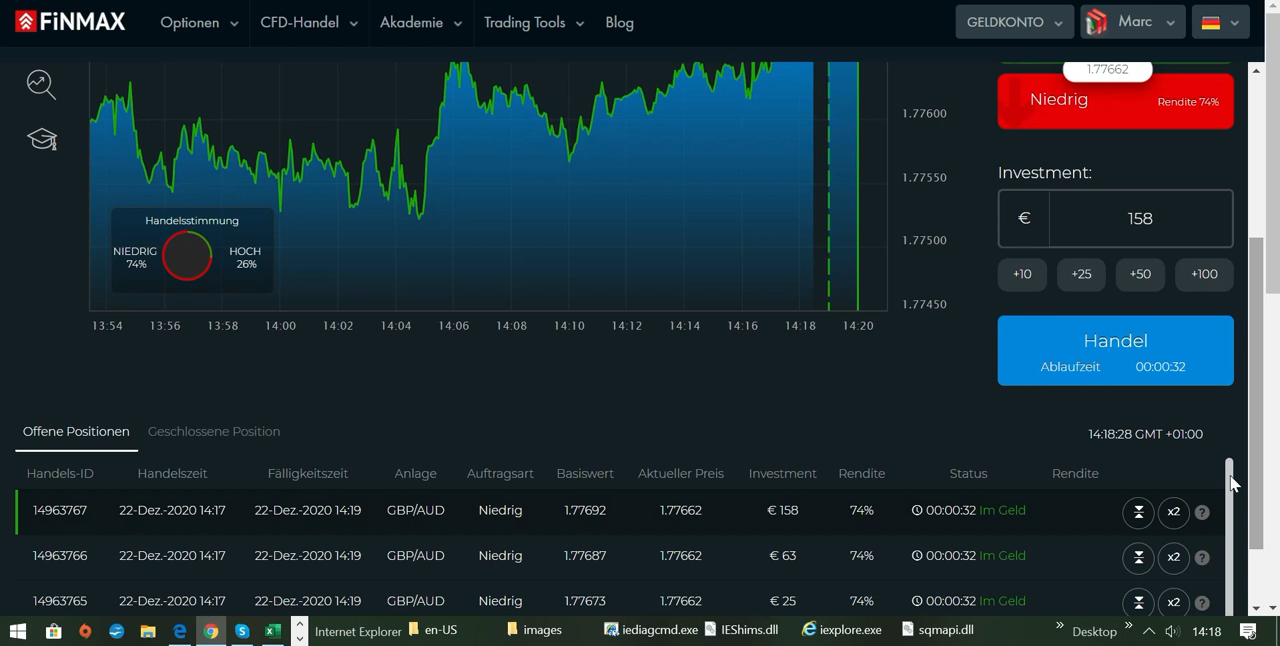 FiNMAX Optionen CFD-Handel Akademie Trading Tools Blog GELDKONTO Marc
1.77662
Niedrig Rendite 74%
1.77600
Investment:
1.77550
€ 158
Handelsstimmung
NIEDRIG 74% HOCH 26%
1.77500
+10 +25 +50 +100
1.77450
13:54 13:56 13:58 14:00 14:02 14:04 14:06 14:08 14:10 14:12 14:14 14:16 14:18 14:20
Handel
Ablaufzeit 00:00:32
Offene Positionen Geschlossene Position 14:18:28 GMT +01:00
Handels-ID Handelszeit Fälligkeitszeit Anlage Auftragsart Basiswert Aktueller Preis Investment Rendite Status Rendite
14963767 22-Dez.-2020 14:17 22-Dez.-2020 14:19 GBP/AUD Niedrig 1.77692 1.77662 € 158 74% 00:00:32 Im Geld x2 ?
14963766 22-Dez.-2020 14:17 22-Dez.-2020 14:19 GBP/AUD Niedrig 1.77687 1.77662 € 63 74% 00:00:32 Im Geld x2 ?
14963765 22-Dez.-2020 14:17 22-Dez.-2020 14:19 GBP/AUD Niedrig 1.77673 1.77662 € 25 74% 00:00:32 Im Geld x2 ?
Internet Explorer en-US images iediagcmd.exe IEShims.dll iexplore.exe sqmapi.dll » Desktop » 14:18